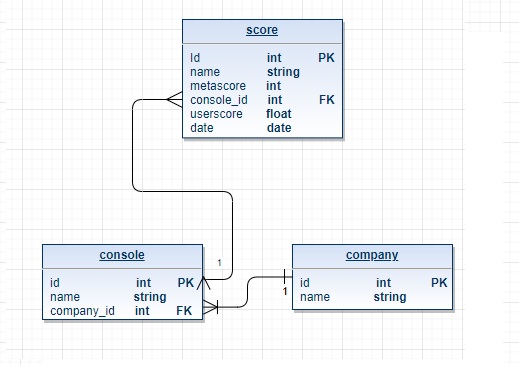 score
Id int PK
name string
metascore int
console_id int FK
userscore float
date date
1
console
id int PK
name string
company_id int FK
company
id int PK
name string
1